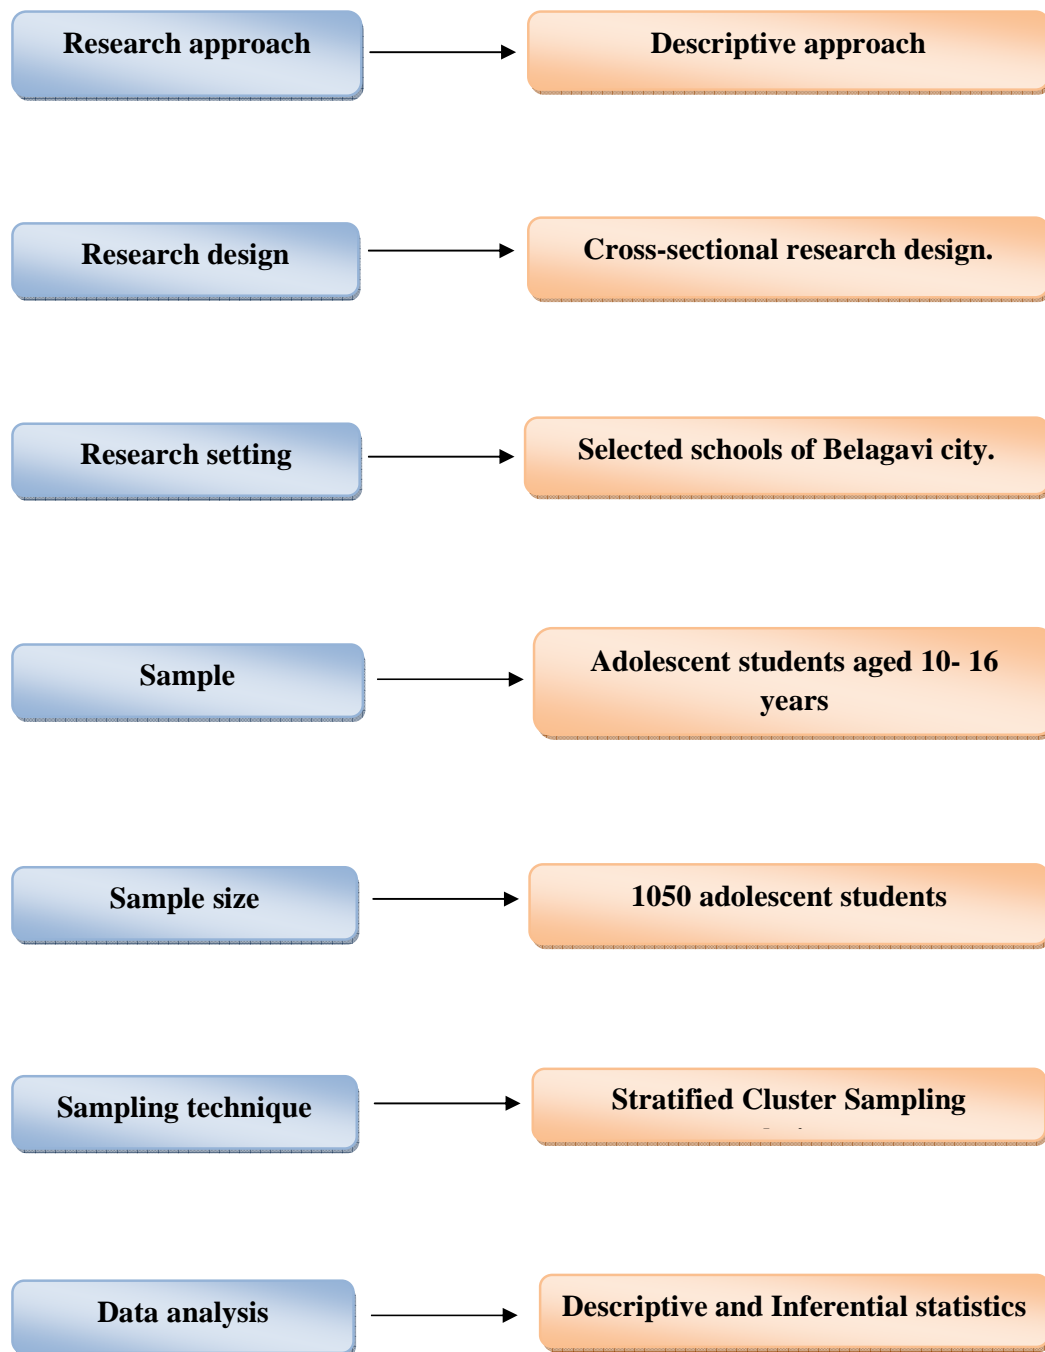 Research approach
Descriptive approach
Research design
Cross-sectional research design.
Research setting
Selected schools of Belagavi city.
Sample
Adolescent students aged 10- 16
years
Sample size
1050 adolescent students
Sampling technique
Stratified Cluster Sampling
Data analysis
Descriptive and Inferential statistics